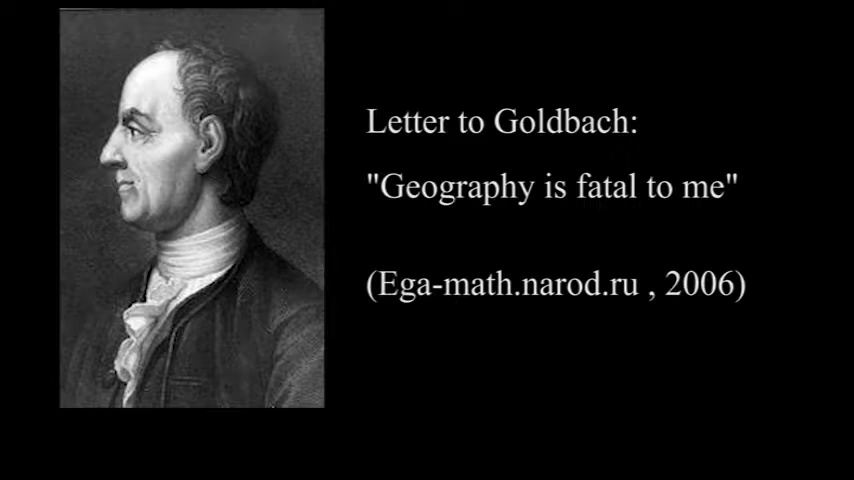 Letter to Goldbach:
"Geography is fatal to me"
(Ega-math.narod.ru , 2006)